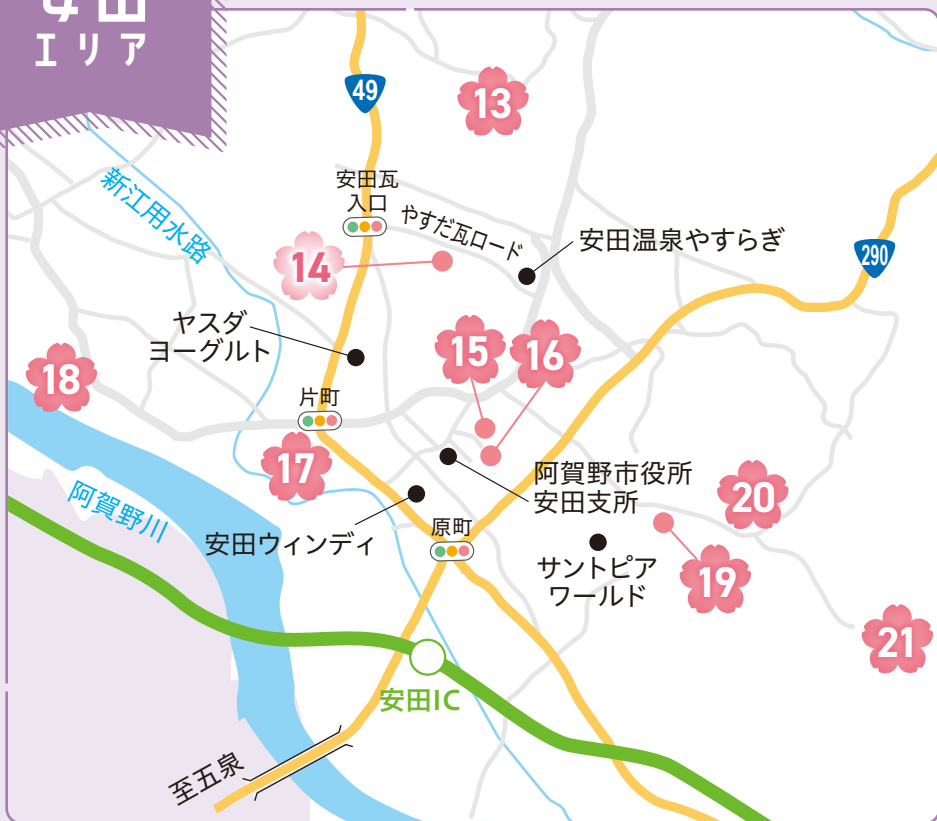 エリア
49
13
新江用水路
安田瓦
入口
やすだ瓦ロード
安田温泉やすらぎ
290
14
ヤスダ
ヨーグルト
15
16
18
片町
17
阿賀野市役所
安田支所
20
阿賀野川
安田ウィンディ
原町
サントピア
ワールド
19
21
安田IC
至五泉